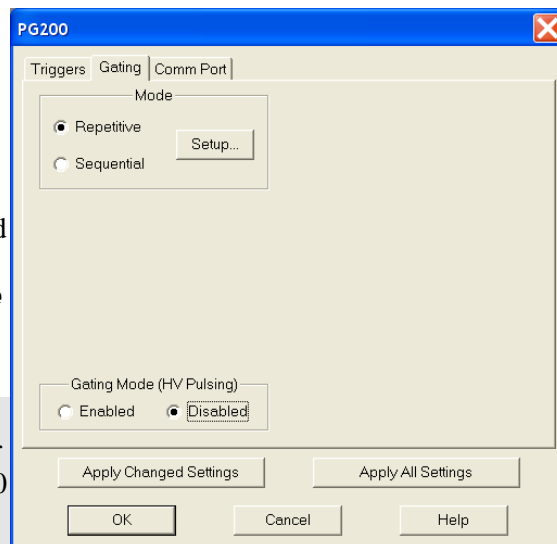 PG200
Triggers Gating Comm Port
Mode
Repetitive
Setup...
Sequential
Gating Mode (HV Pulsing)
Enabled Disabled
Apply Changed Settings Apply All Settings
OK Cancel Help